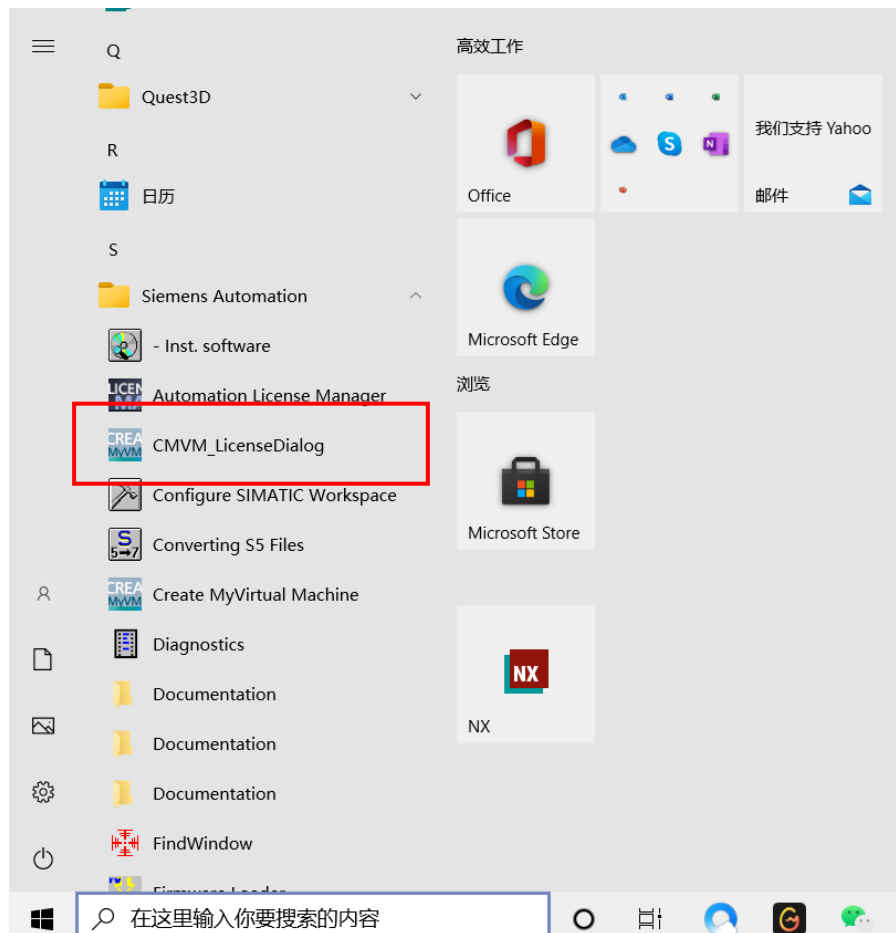 Q
Quest3D
R
日历
S
Siemens Automation
- Inst. software
Automation License Manager
CMVM_LicenseDialog
Configure SIMATIC Workspace
Converting S5 Files
Create MyVirtual Machine
Diagnostics
Documentation
Documentation
Documentation
FindWindow
高效工作
Office
我们支持 Yahoo
邮件
Microsoft Edge
浏览
Microsoft Store
NX
NX
在这里输入你要搜索的内容